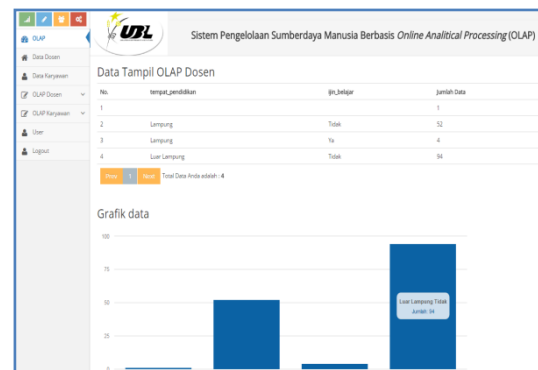 UBL
Sistem Pengelolaan Sumberdaya Manusia Berbasis Online Analitical Processing (OLAP)
OLAP
Data Dosen
Data Karyawan
OLAP Dosen
OLAP Karyawan
User
Logout
Data Tampil OLAP Dosen
No. tempat_pendidikan ijin_belajar Jumlah Data
1 1
2 Lampung Tidak 52
3 Lampung Ya 4
4 Luar Lampung Tidak 94
Prev 1 Next Total Data Anda adalah : 4
Grafik data
100
75
50
25
0
Luar Lampung Tidak
Jumlah: 94